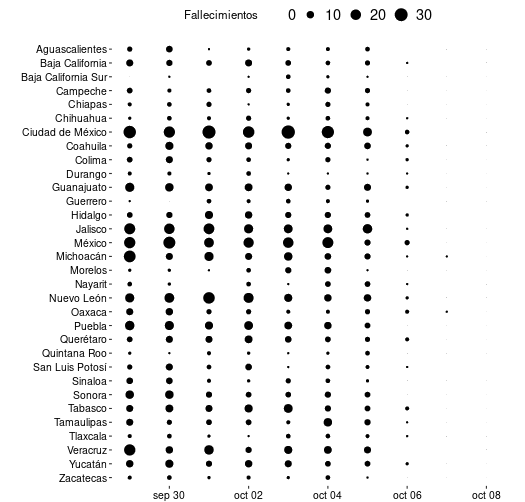 Fallecimientos 0 10 20 30
Aguascalientes
Baja California
Baja California Sur
Campeche
Chiapas
Chihuahua
Ciudad de México
Coahuila
Colima
Durango
Guanajuato
Guerrero
Hidalgo
Jalisco
México
Michoacán
Morelos
Nayarit
Nuevo León
Oaxaca
Puebla
Querétaro
Quintana Roo
San Luis Potosí
Sinaloa
Sonora
Tabasco
Tamaulipas
Tlaxcala
Veracruz
Yucatán
Zacatecas
sep 30 oct 02 oct 04 oct 06 oct 08